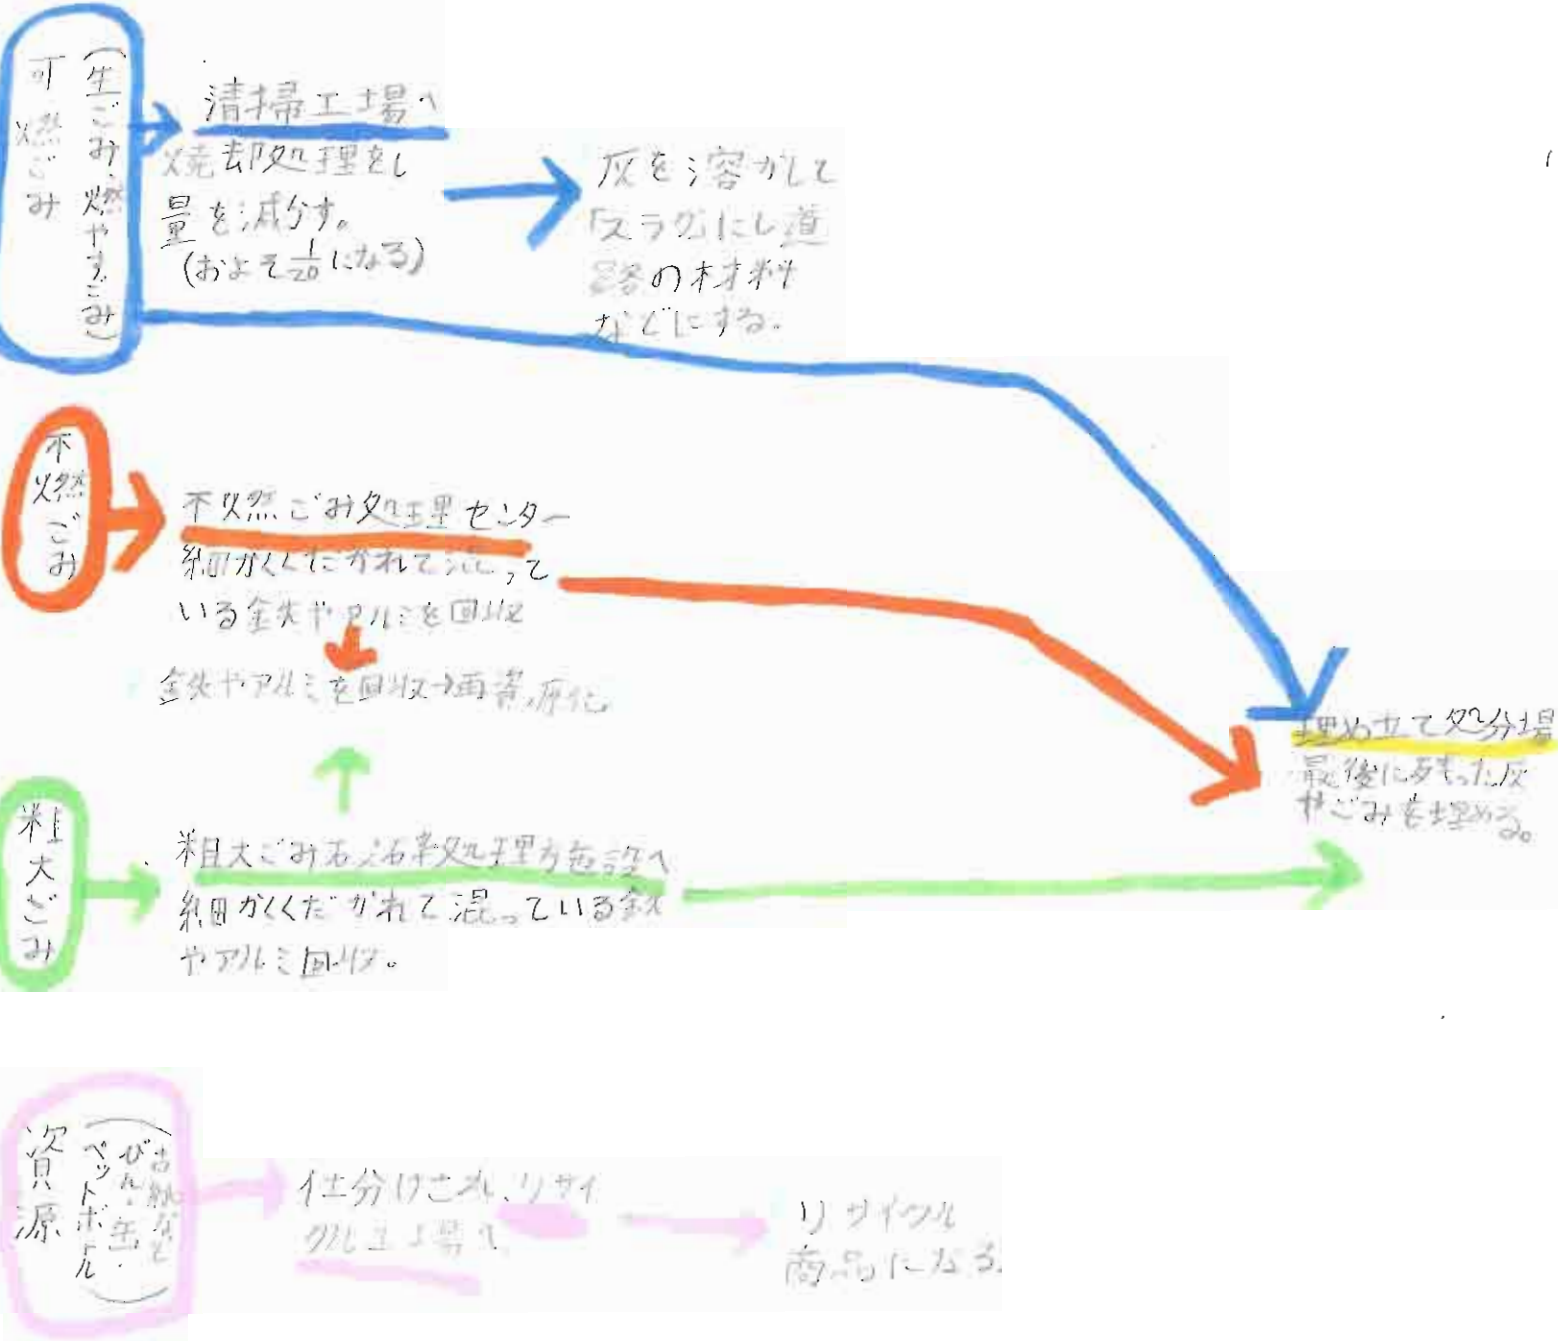 可燃ごみ
(生ごみ、燃やすごみ)
清掃工場へ
焼却処理をし
量を減らす。
(およそ1/20になる)
灰を溶かして
「スラグ」にし道
路の材料
などにする。
不燃ごみ
不燃ごみ処理センター
細かくくだかれて混って
いる金失やアルミを回収
金失やアルミを回収→再資源化
粗大ごみ
粗大ごみ破砕処理施設へ
細かくくだかれて混っている鉄
やアルミ回収。
埋め立て処分場
最後に残った灰
やごみを埋める。
資源
(ペットボトル
びん・缶・
古紙など)
仕分けされ、リサイ
クル工場へ
リサイクル
商品になる。